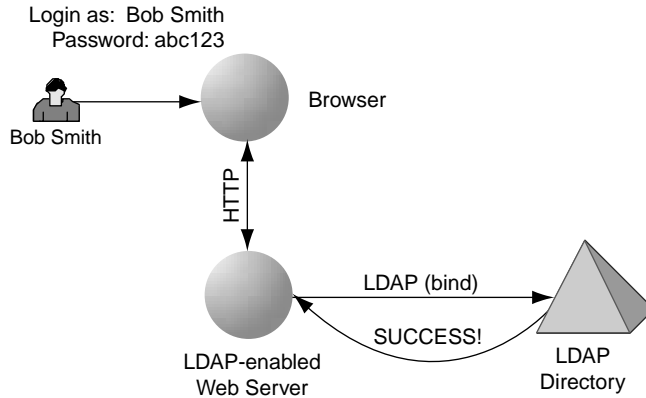 Login as: Bob Smith
Password: abc123
Bob Smith
Browser
HTTP
LDAP (bind)
SUCCESS!
LDAP-enabled
Web Server
LDAP
Directory